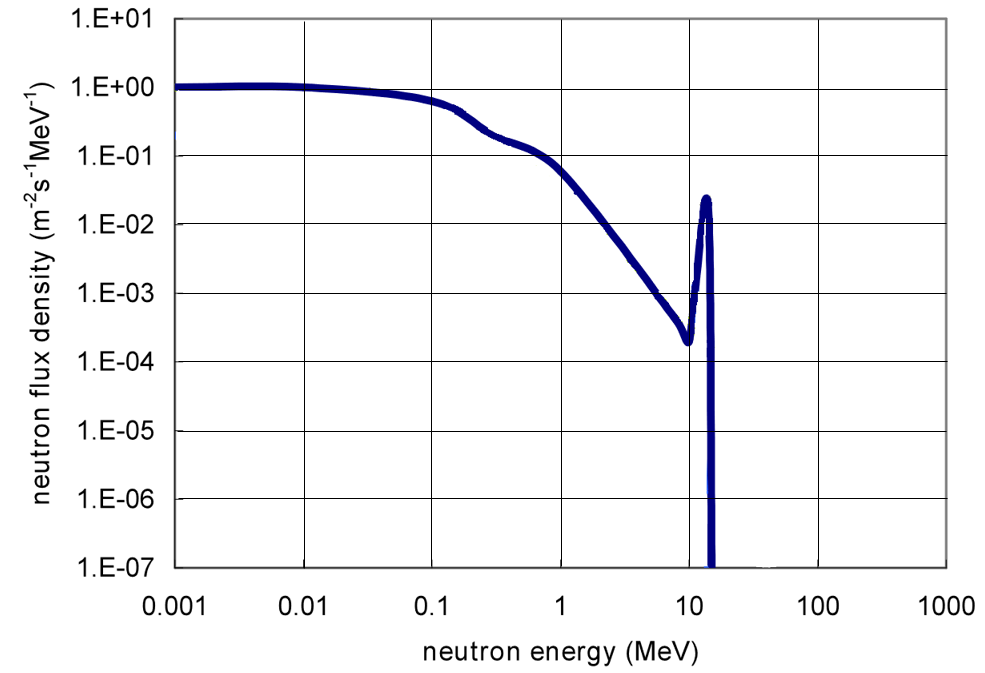 1.E+01
1.E+00
1.E-01
1.E-02
1.E-03
1.E-04
1.E-05
1.E-06
1.E-07
neutron flux density (m⁻²s⁻¹MeV⁻¹)
0.001 0.01 0.1 1 10 100 1000
neutron energy (MeV)